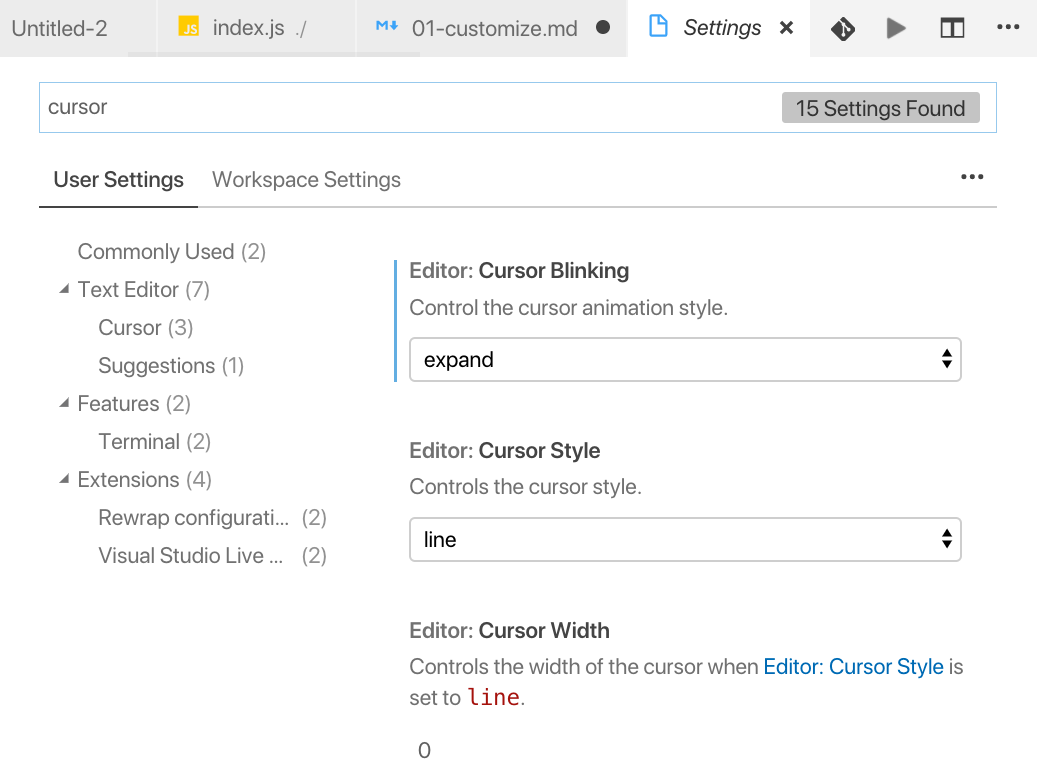 Untitled-2
JS index.js ./
M 01-customize.md
Settings
cursor
15 Settings Found
User Settings
Workspace Settings
Commonly Used (2)
Text Editor (7)
Cursor (3)
Suggestions (1)
Features (2)
Terminal (2)
Extensions (4)
Rewrap configurati... (2)
Visual Studio Live ... (2)
Editor: Cursor Blinking
Control the cursor animation style.
expand
Editor: Cursor Style
Controls the cursor style.
line
Editor: Cursor Width
Controls the width of the cursor when Editor: Cursor Style is
set to line.
0